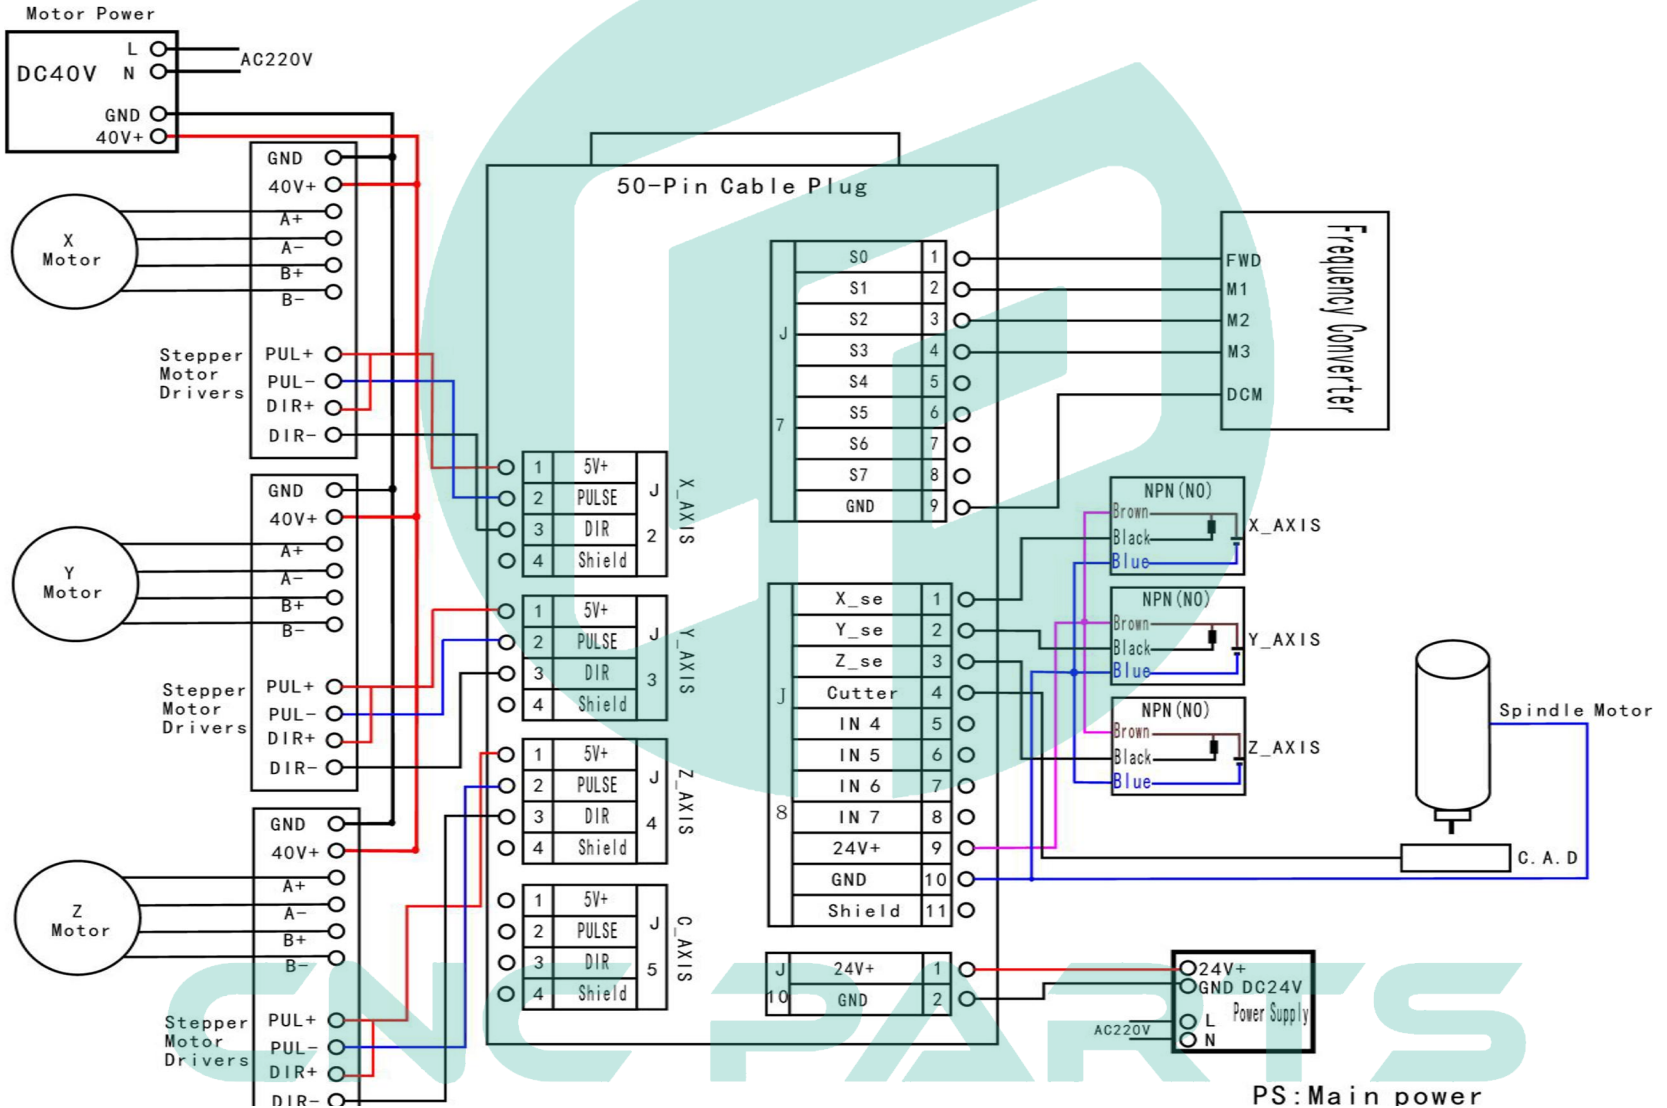 Motor Power
DC40V
L
N
AC220V
GND
40V+
GND
40V+
A+
A-
B+
B-
X
Motor
Stepper
Motor
Drivers
PUL+
PUL-
DIR+
DIR-
GND
40V+
A+
A-
B+
B-
Y
Motor
Stepper
Motor
Drivers
PUL+
PUL-
DIR+
DIR-
GND
40V+
A+
A-
B+
B-
Z
Motor
Stepper
Motor
Drivers
PUL+
PUL-
DIR+
DIR-
50-Pin Cable Plug
1 5V+
2 PULSE
3 DIR
4 Shield
J
2
X_AXIS
1 5V+
2 PULSE
3 DIR
4 Shield
J
3
Y_AXIS
1 5V+
2 PULSE
3 DIR
4 Shield
J
4
Z_AXIS
1 5V+
2 PULSE
3 DIR
4 Shield
J
5
C_AXIS
J
7
S0 1
S1 2
S2 3
S3 4
S4 5
S5 6
S6 7
S7 8
GND 9
J
8
X_se 1
Y_se 2
Z_se 3
Cutter 4
IN 4 5
IN 5 6
IN 6 7
IN 7 8
24V+ 9
GND 10
Shield 11
J
10
24V+ 1
GND 2
FWD
M1
M2
M3
DCM
Frequency Converter
NPN(NO)
Brown
Black
Blue
X_AXIS
NPN(NO)
Brown
Black
Blue
Y_AXIS
NPN(NO)
Brown
Black
Blue
Z_AXIS
Spindle Motor
C.A.D
24V+
GND DC24V
Power Supply
L
N
AC220V
PS:Main power
CNC PARTS